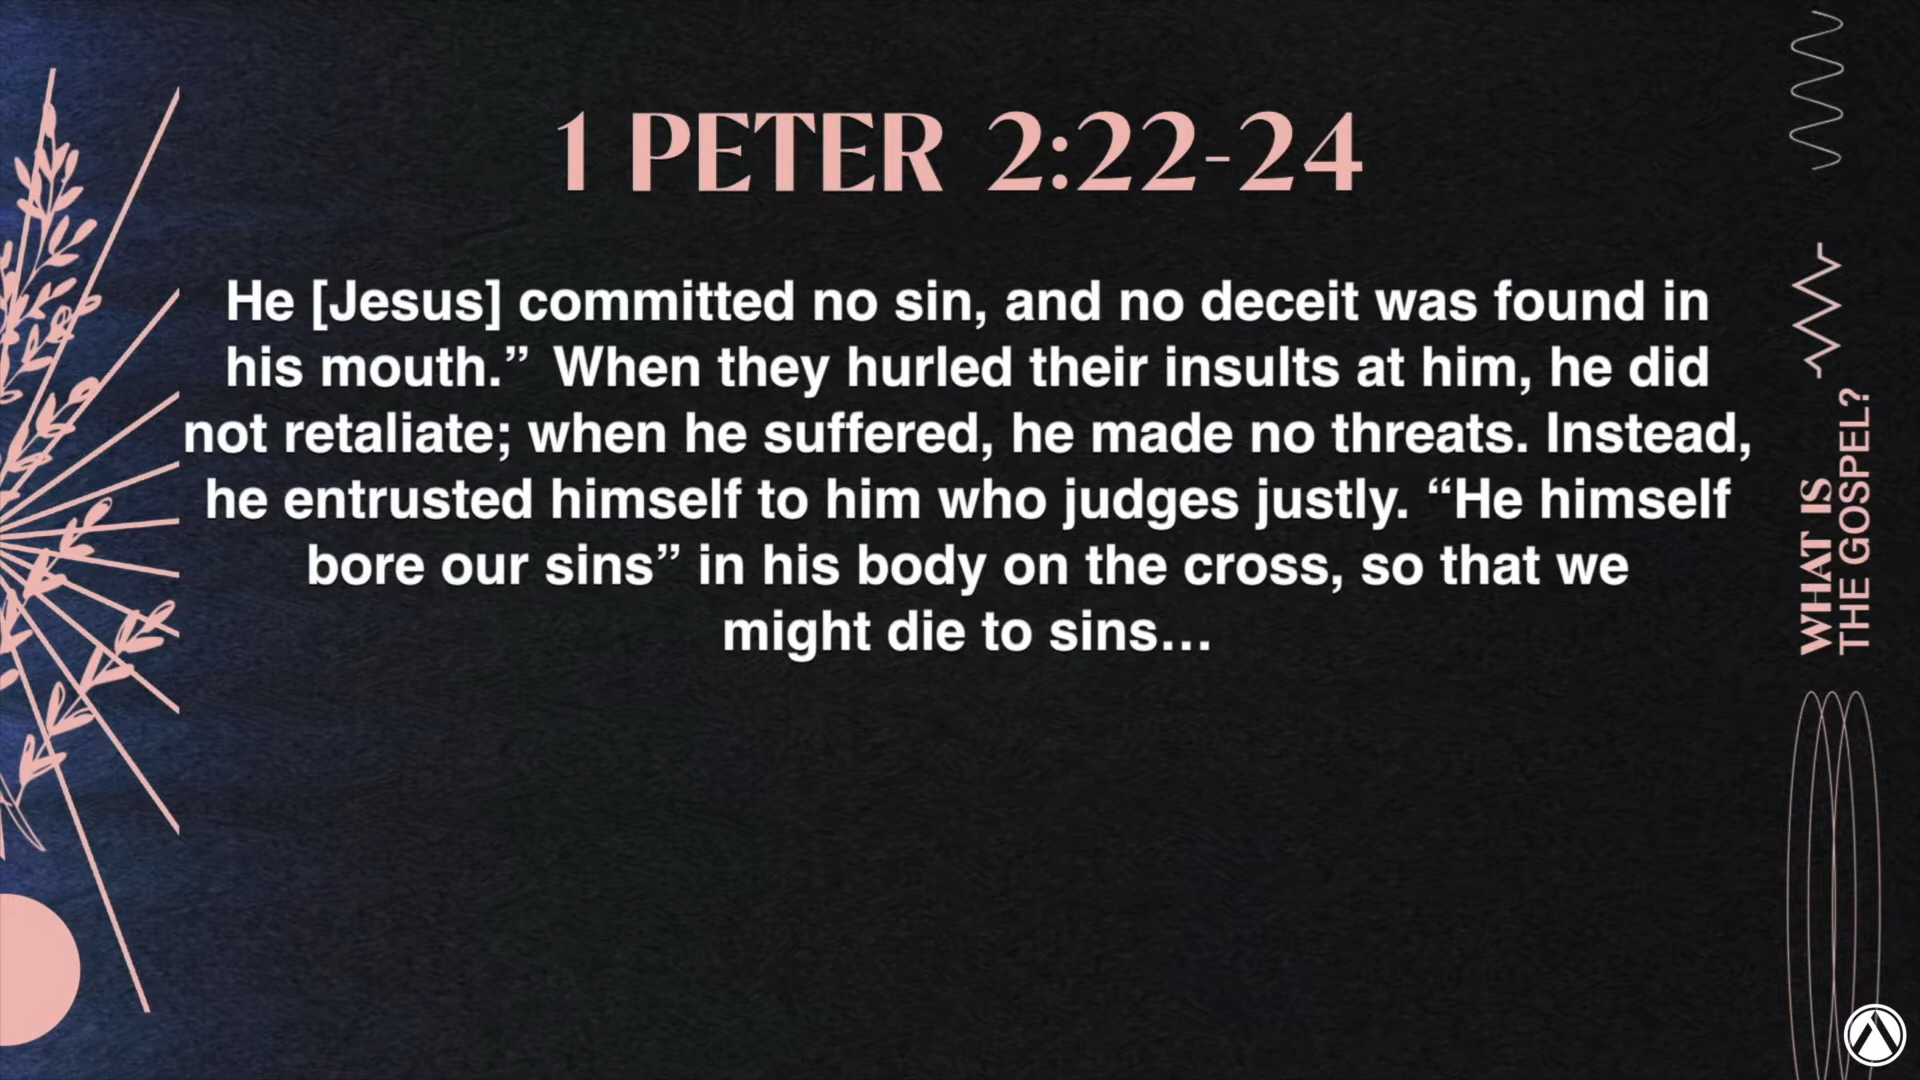 1 PETER 2:22-24
He [Jesus] committed no sin, and no deceit was found in
his mouth.”  When they hurled their insults at him, he did
not retaliate; when he suffered, he made no threats. Instead,
he entrusted himself to him who judges justly. “He himself
bore our sins” in his body on the cross, so that we
might die to sins…
WHAT IS
THE GOSPEL?